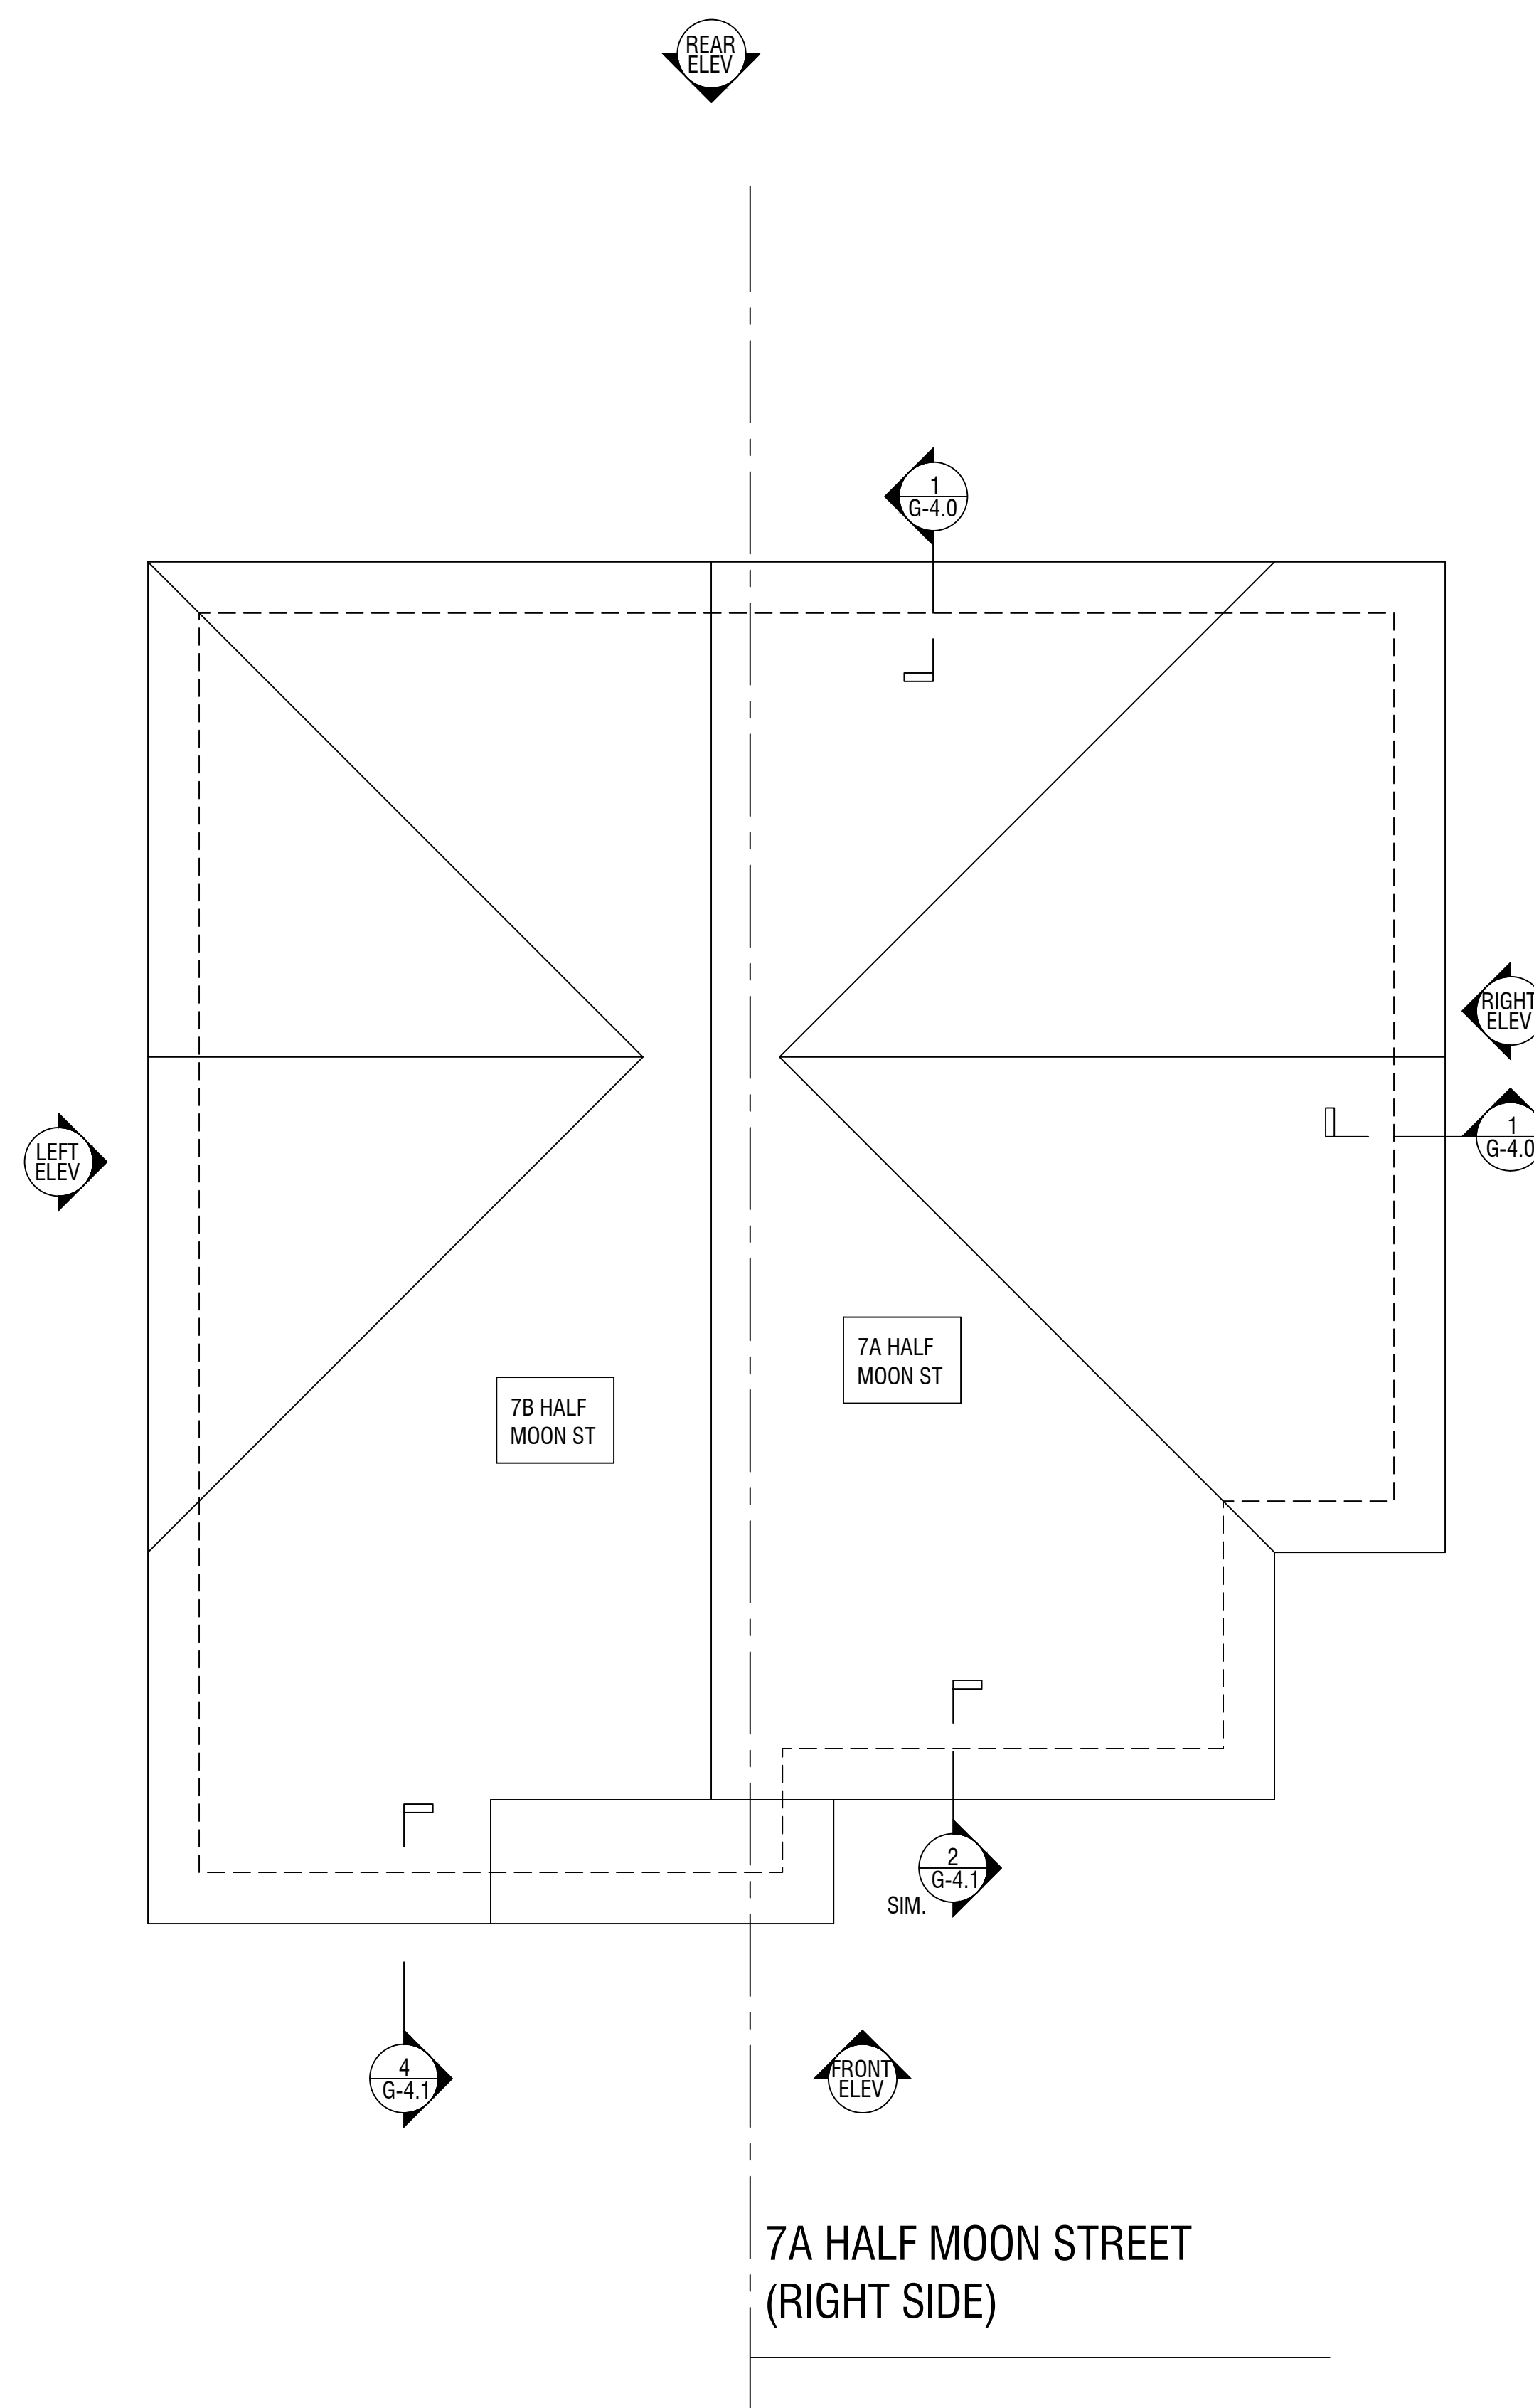 REAR
ELEV
1
G-4.0
RIGHT
ELEV
1
G-4.0
LEFT
ELEV
7A HALF
MOON ST
7B HALF
MOON ST
2
G-4.1
SIM.
4
G-4.1
FRONT
ELEV
7A HALF MOON STREET
(RIGHT SIDE)